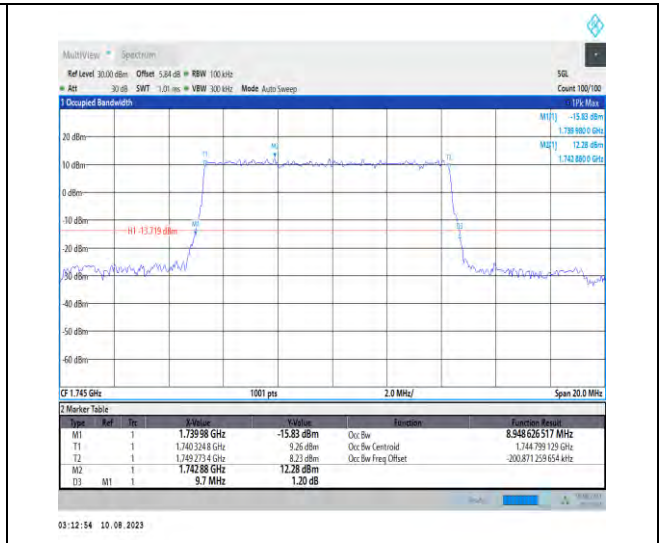 MultiView Spectrum
Ref Level 30.00 dBm Offset 5.84 dB RBW 100 kHz SGL
Att 30 dB SWT 1.01 ms VBW 300 kHz Mode Auto Sweep Count 100/100
1 Occupied Bandwidth 1Pk Max
M1[1] -15.83 dBm
1.739 980 0 GHz
M2[1] 12.28 dBm
1.742 880 0 GHz
20 dBm
10 dBm
0 dBm
-10 dBm
H1 -13.719 dBm
-20 dBm
-30 dBm
-40 dBm
-50 dBm
-60 dBm
T1
M2
T2
M1
D3
CF 1.745 GHz 1001 pts 2.0 MHz/ Span 20.0 MHz
2 Marker Table
Type Ref Trc X-Value Y-Value Function Function Result
M1 1 1.73998 GHz -15.83 dBm Occ Bw 8.948 626 517 MHz
T1 1 1.740 324 8 GHz 9.26 dBm Occ Bw Centroid 1.744 799 129 GHz
T2 1 1.749 273 4 GHz 8.23 dBm Occ Bw Freq Offset -200.871 259 654 kHz
M2 1 1.742 88 GHz 12.28 dBm
D3 M1 1 9.7 MHz 1.20 dB
03:12:54 10.08.2023